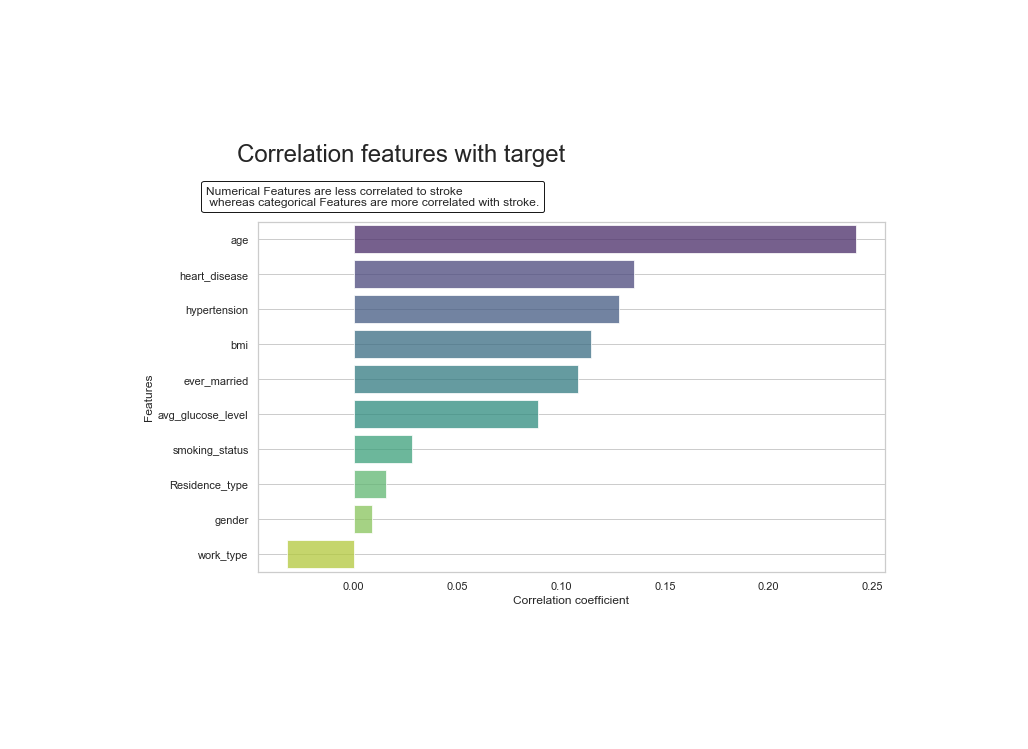 Correlation features with target
Numerical Features are less correlated to stroke
whereas categorical Features are more correlated with stroke.
Features
age
heart_disease
hypertension
bmi
ever_married
avg_glucose_level
smoking_status
Residence_type
gender
work_type
0.00 0.05 0.10 0.15 0.20 0.25
Correlation coefficient